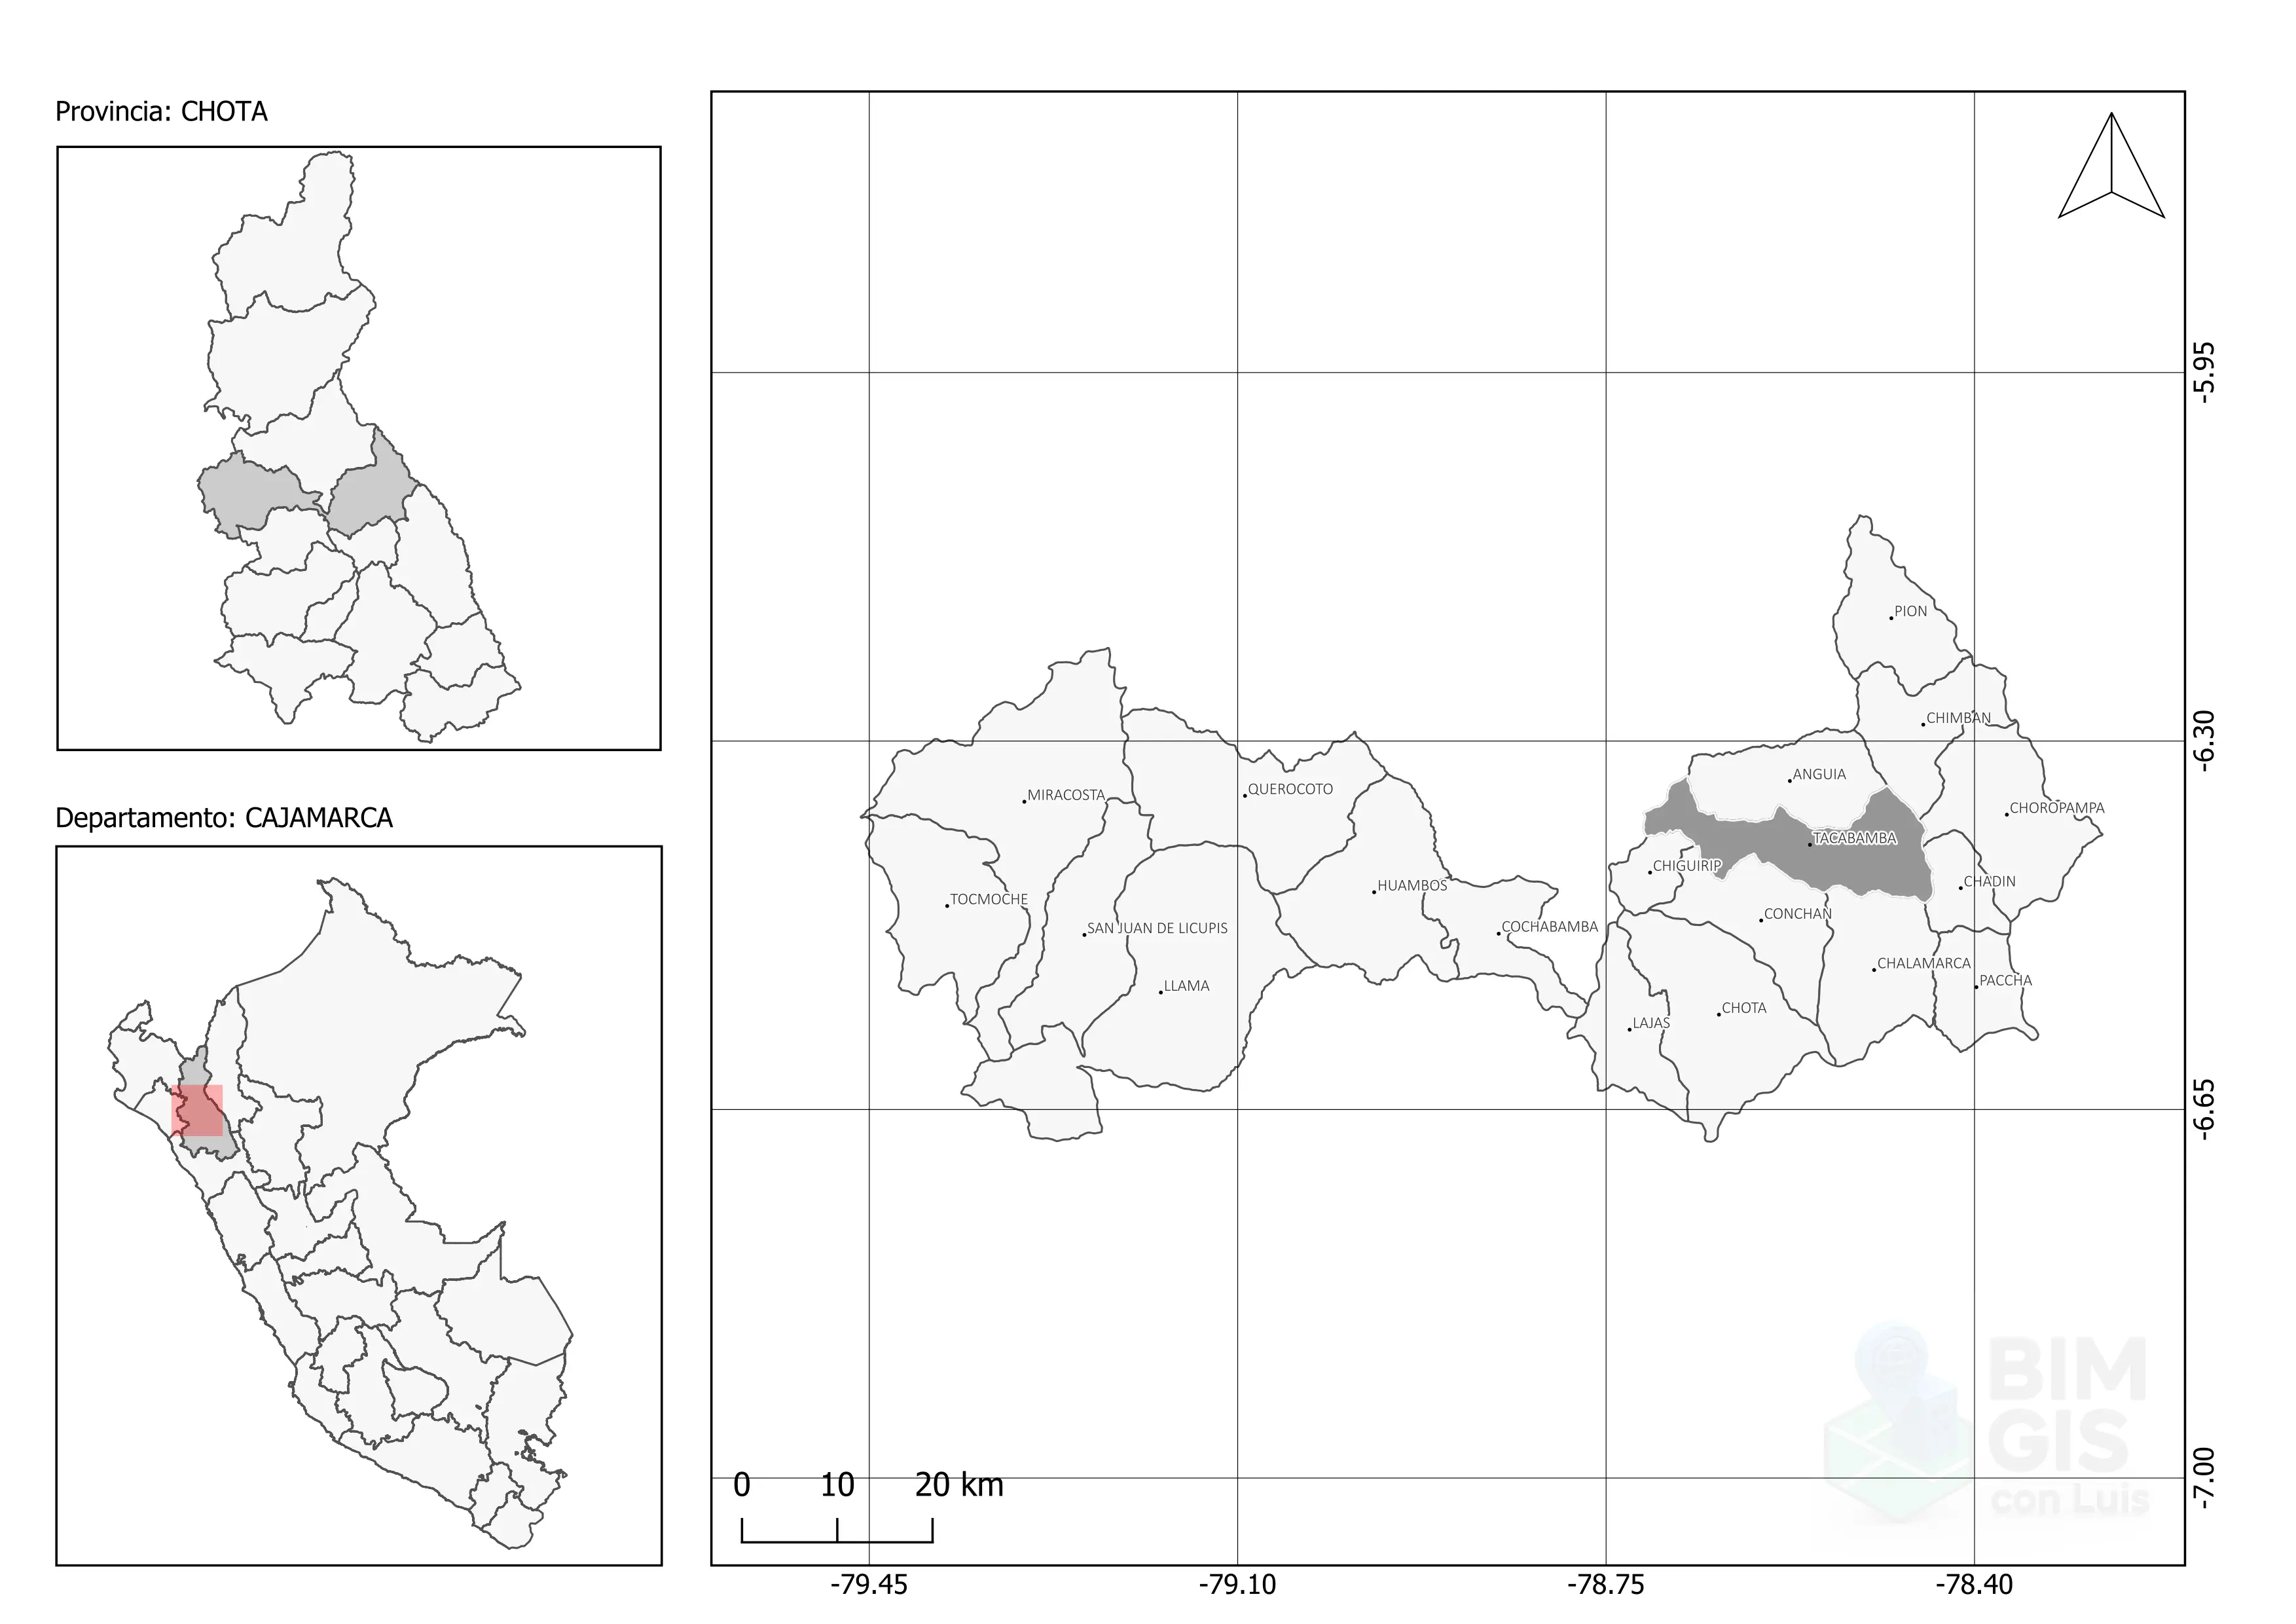 Provincia: CHOTA
Departamento: CAJAMARCA
PION
CHIMBAN
ANGUIA
QUEROCOTO
MIRACOSTA
CHOROPAMPA
TACABAMBA
CHIGUIRIP
CHADIN
HUAMBOS
TOCMOCHE
CONCHAN
COCHABAMBA
SAN JUAN DE LICUPIS
CHALAMARCA
PACCHA
LLAMA
CHOTA
LAJAS
-5.95
-6.30
-6.65
-7.00
BIM
GIS
con Luis
0 10 20 km
-79.45 -79.10 -78.75 -78.40